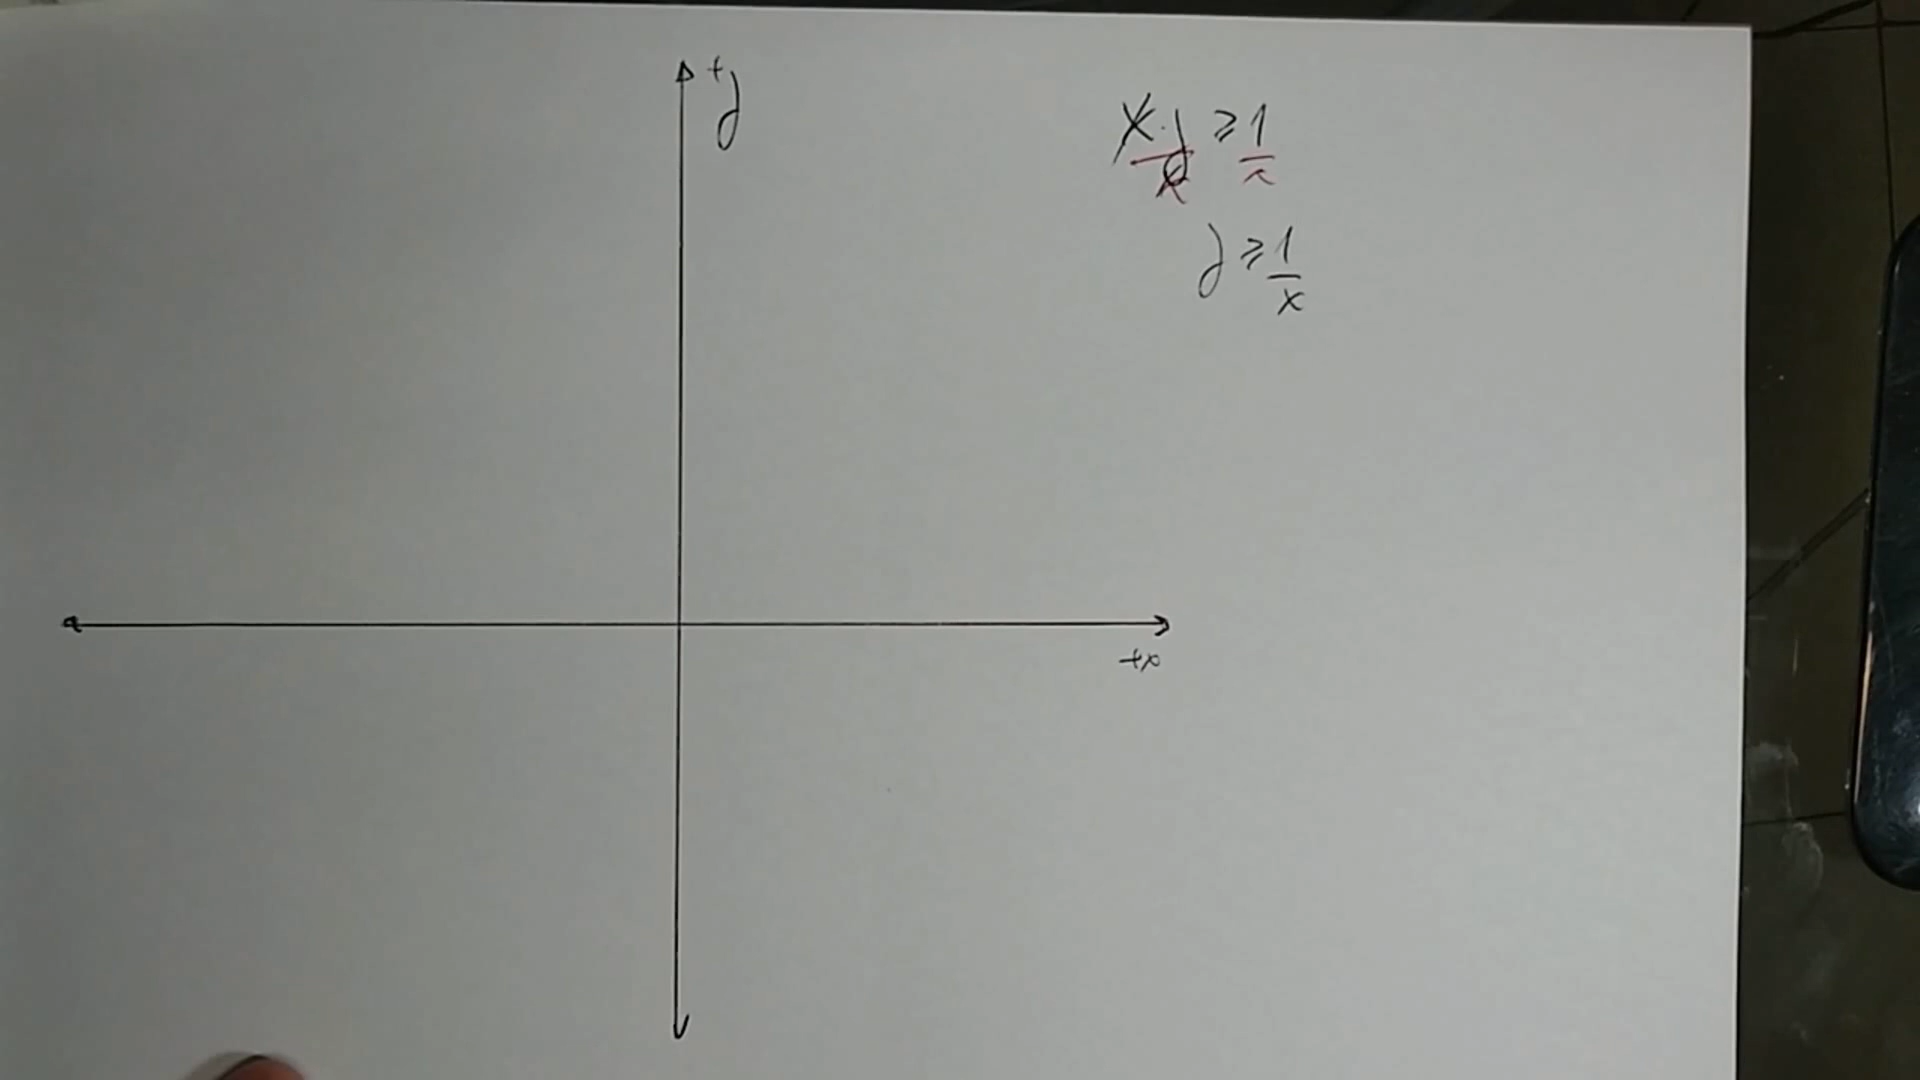 +y
x·y ≥ 1
x x
y ≥ 1
x
+x